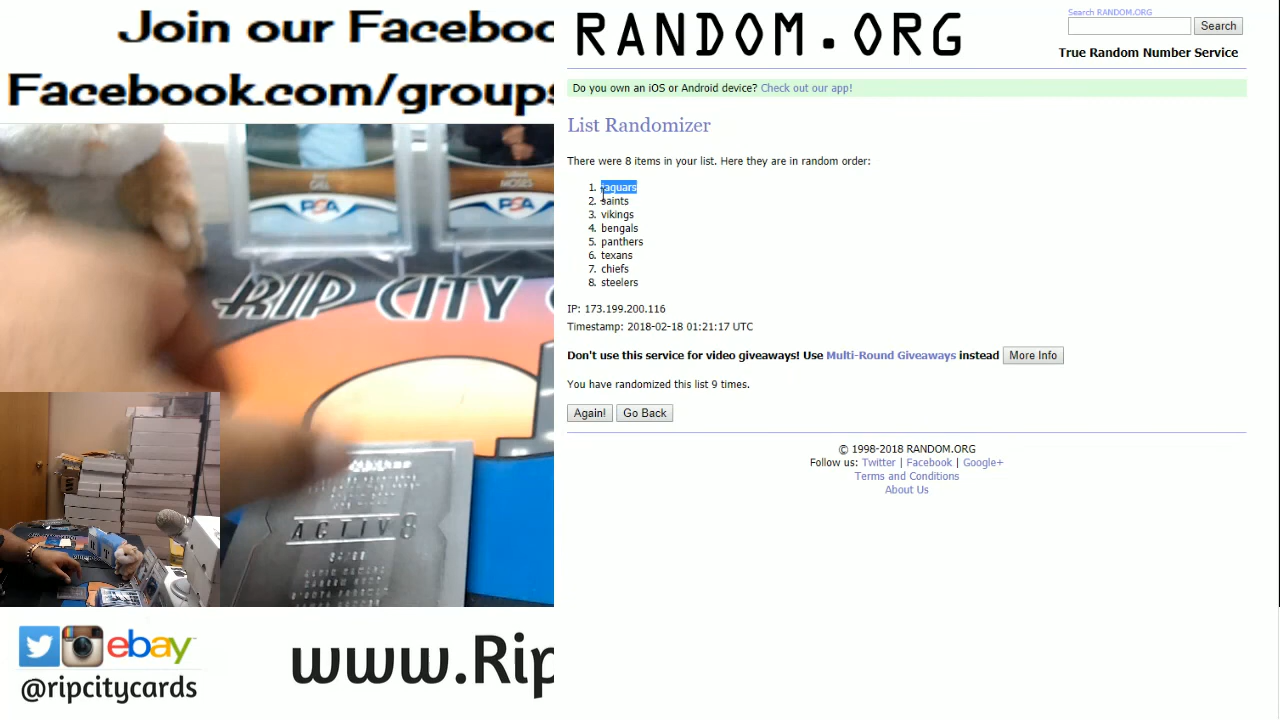 Join our Faceboo
Facebook.com/groups
PSA
PSA
RIP CITY
ACTIV8
@ripcitycards
ebay
www.Rip
Search RANDOM.ORG
Search
RANDOM.ORG
True Random Number Service
Do you own an iOS or Android device? Check out our app!
List Randomizer
There were 8 items in your list. Here they are in random order:
1. jaguars
2. saints
3. vikings
4. bengals
5. panthers
6. texans
7. chiefs
8. steelers
IP: 173.199.200.116
Timestamp: 2018-02-18 01:21:17 UTC
Don't use this service for video giveaways! Use Multi-Round Giveaways instead More Info
You have randomized this list 9 times.
Again! Go Back
© 1998-2018 RANDOM.ORG
Follow us: Twitter | Facebook | Google+
Terms and Conditions
About Us